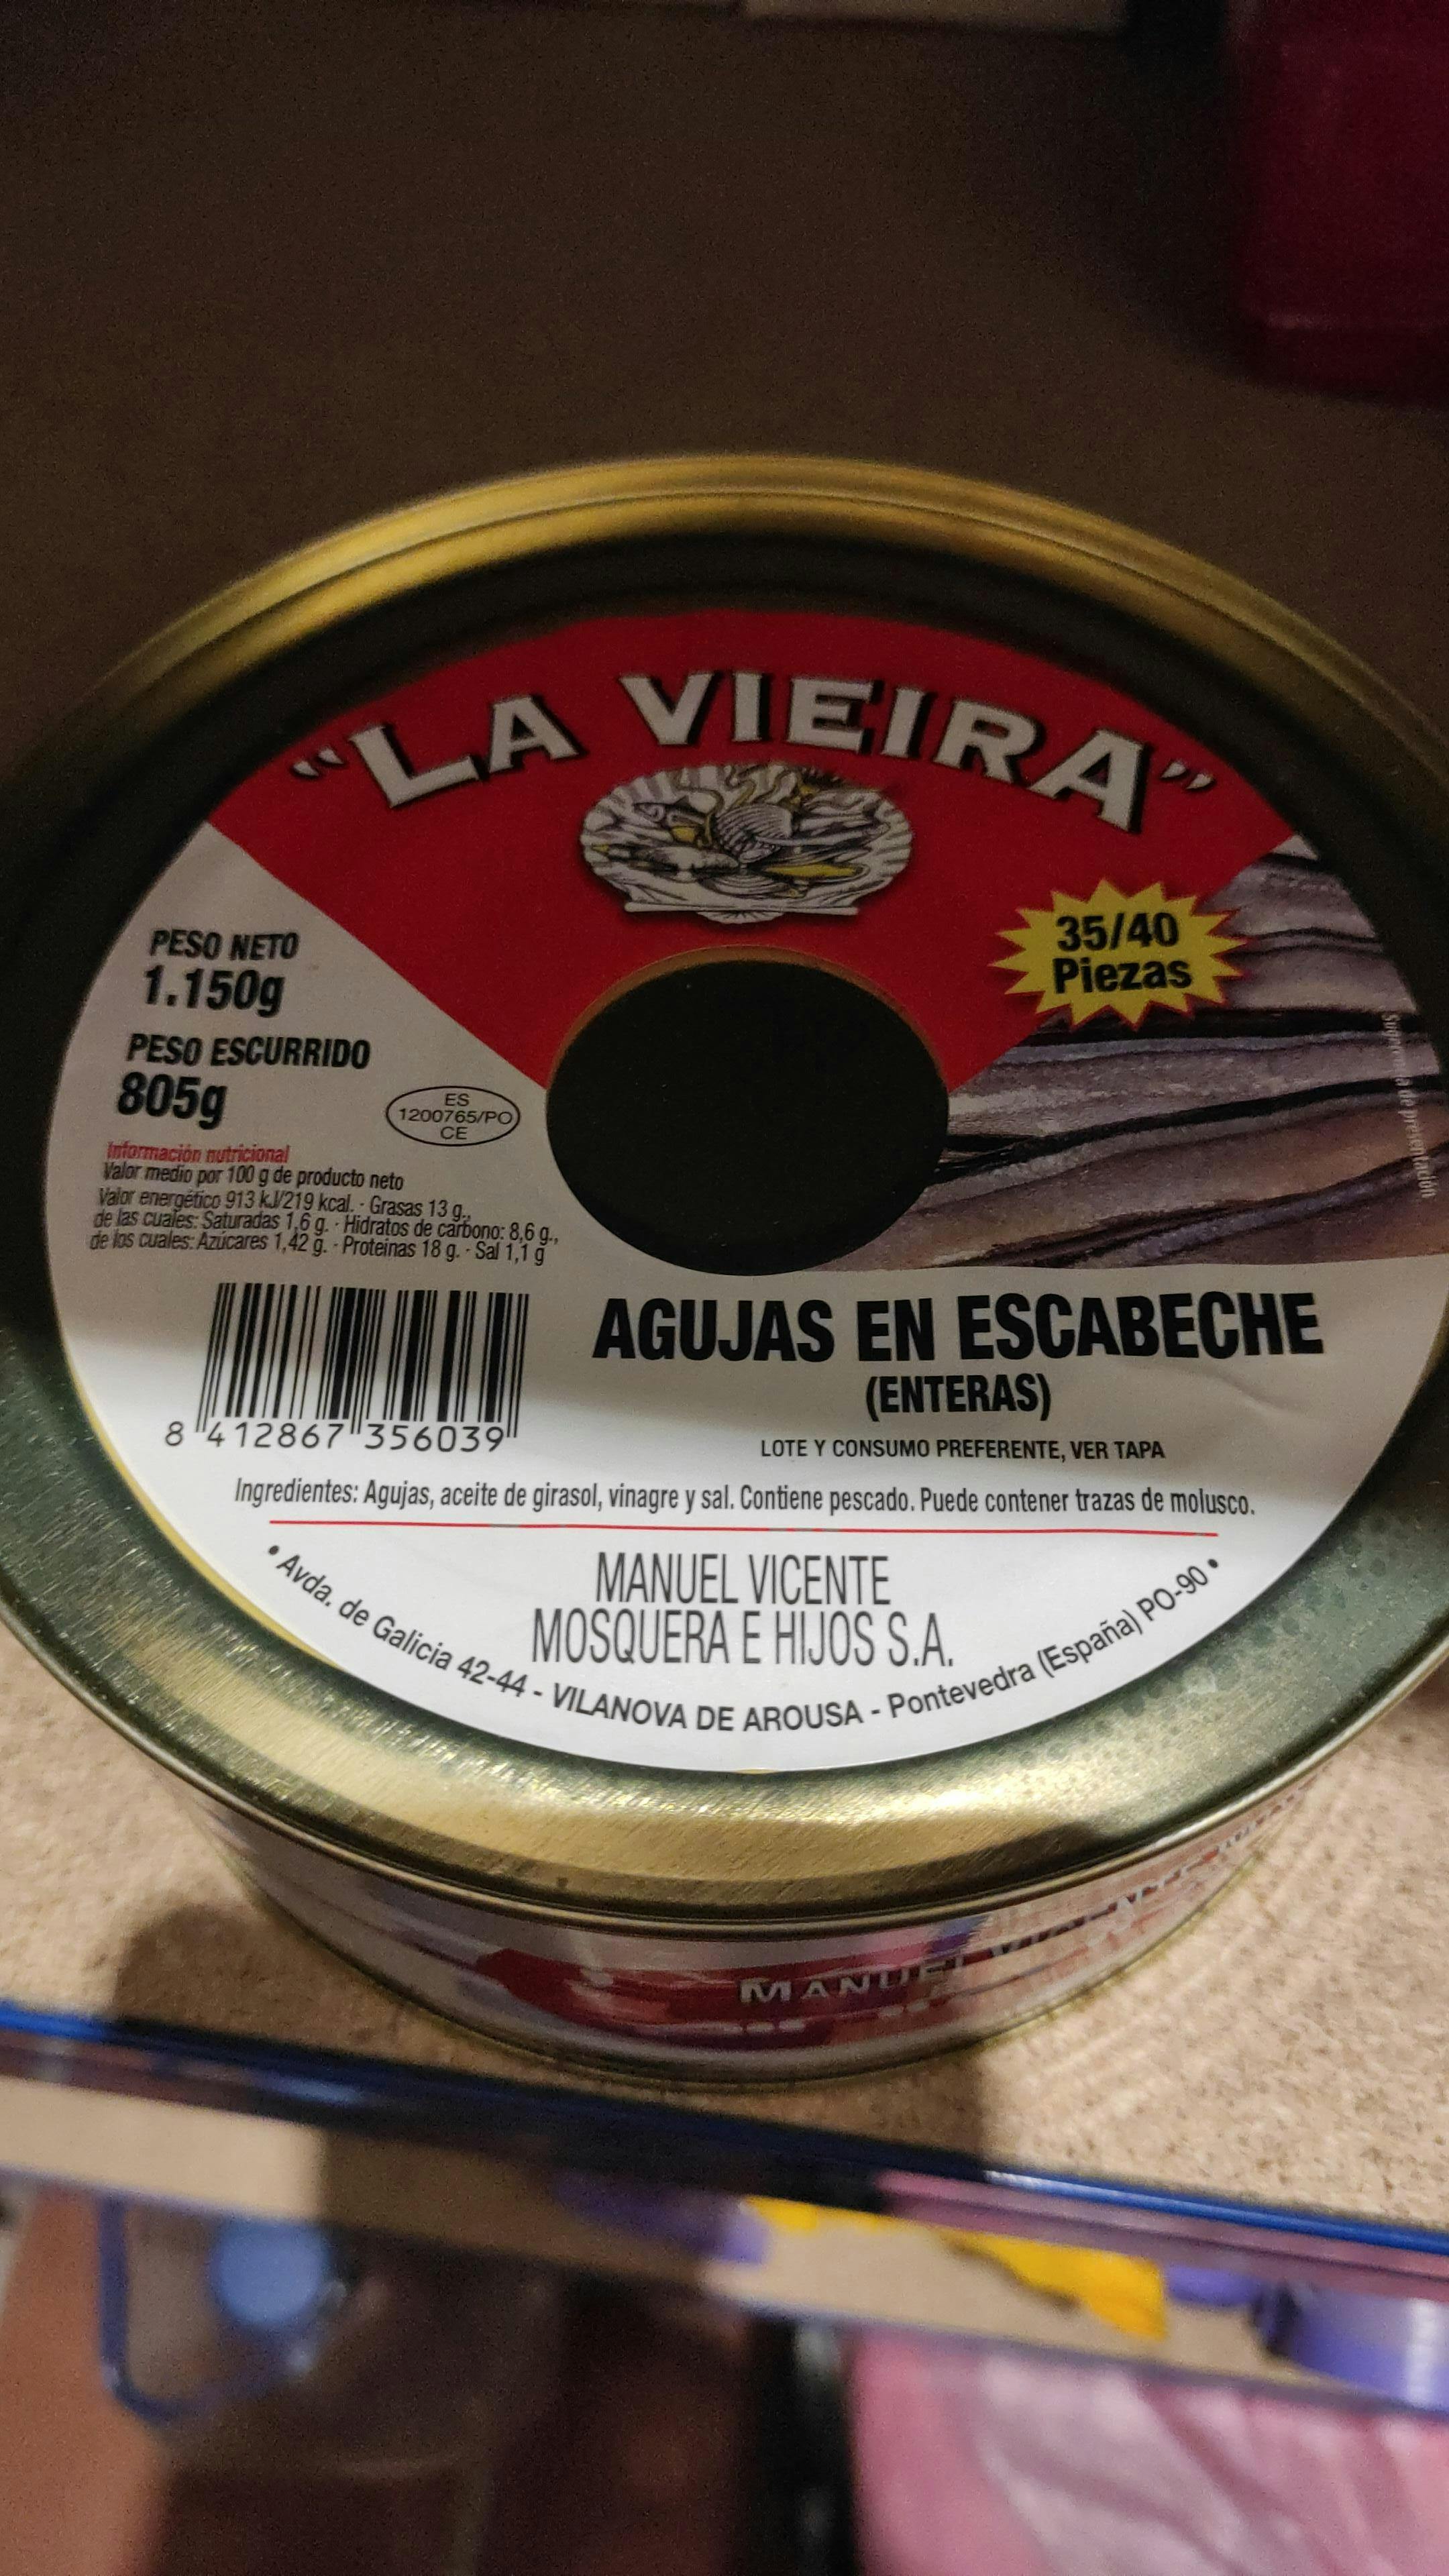 "LA VIEIRA"
35/40
Piezas
PESO NETO
1.150g
PESO ESCURRIDO
805g
ES
1200765/PO
CE
Información nutricional
Valor medio por 100 g de producto neto
Valor energético 913 kJ/219 kcal. · Grasas 13 g.,
de las cuales: Saturadas 1,6 g. · Hidratos de carbono: 8,6 g.,
de los cuales: Azúcares 1,42 g. · Proteínas 18 g. · Sal 1,1 g
Sugerencia de presentación
8 412867 356039
AGUJAS EN ESCABECHE
(ENTERAS)
LOTE Y CONSUMO PREFERENTE, VER TAPA
Ingredientes: Agujas, aceite de girasol, vinagre y sal. Contiene pescado. Puede contener trazas de molusco.
MANUEL VICENTE
MOSQUERA E HIJOS S.A.
• Avda. de Galicia 42-44 - VILANOVA DE AROUSA - Pontevedra (España) PO-90 •
MANUEL